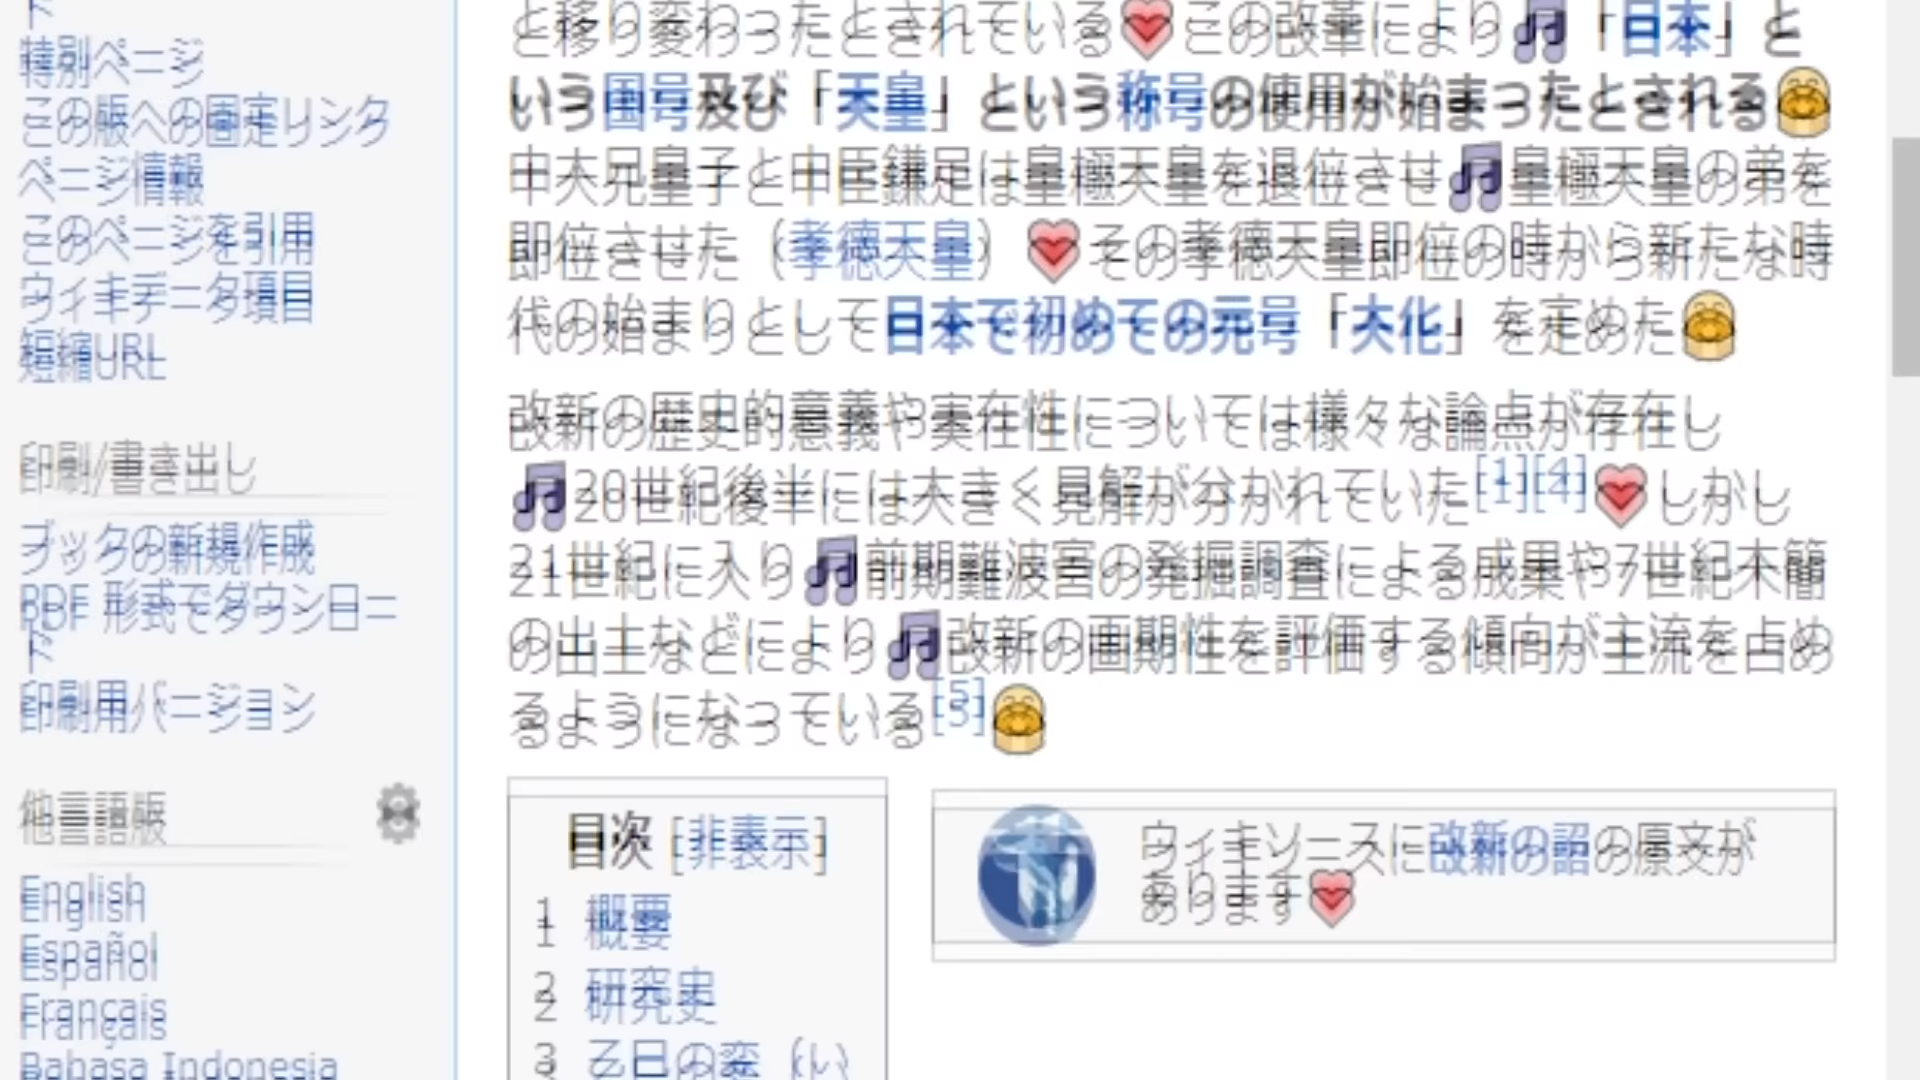 ド
特別ページ
この版への固定リンク
ページ情報
このページを引用
ウィキデータ項目
短縮URL
印刷/書き出し
ブックの新規作成
PDF 形式でダウンロー
ド
印刷用バージョン
他言語版
English
Español
Français
Bahasa Indonesia
と移り変わったとされている❤この改革により🎵「日本」と
いう国号及び「天皇」という称号の使用が始まったとされる😁
中大兄皇子と中臣鎌足は皇極天皇を退位させ🎵皇極天皇の弟を
即位させた（孝徳天皇）❤その孝徳天皇即位の時から新たな時
代の始まりとして日本で初めての元号「大化」を定めた😁
改新の歴史的意義や実在性については様々な論点が存在し
🎵20世紀後半には大きく見解が分かれていた[1][4]❤しかし
21世紀に入り🎵前期難波宮の発掘調査による成果や7世紀木簡
の出土などにより🎵改新の画期性を評価する傾向が主流を占め
るようになっている[5]😁
目次 [非表示]
1 概要
2 研究史
3 乙巳の変（い
ウィキソースに改新の詔の原文が
あります❤